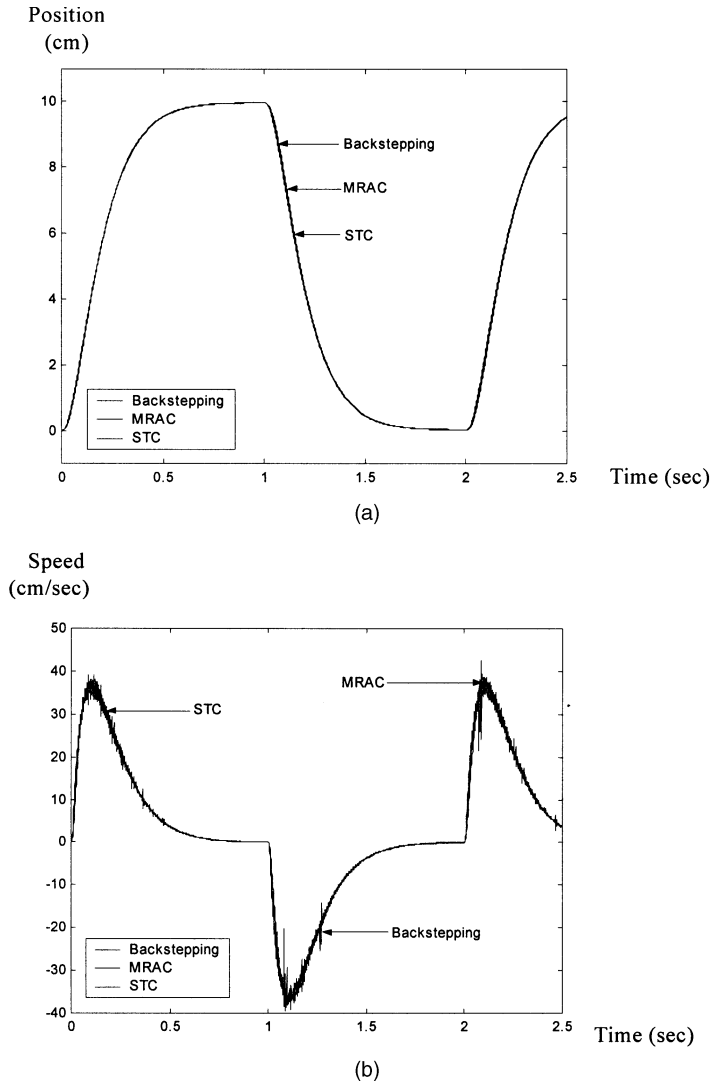 Position
(cm)
12
10
Backstepping
8
MRAC
6
STC
4
2
Backstepping
MRAC
STC
0
0
0.5
1
1.5
2
2.5
Time (sec)
(a)
Speed
(cm/sec)
50
40
MRAC
STC
30
20
10
0
-10
-20
Backstepping
Backstepping
MRAC
STC
-30
-40
0
0.5
1
1.5
2
2.5
Time (sec)
(b)